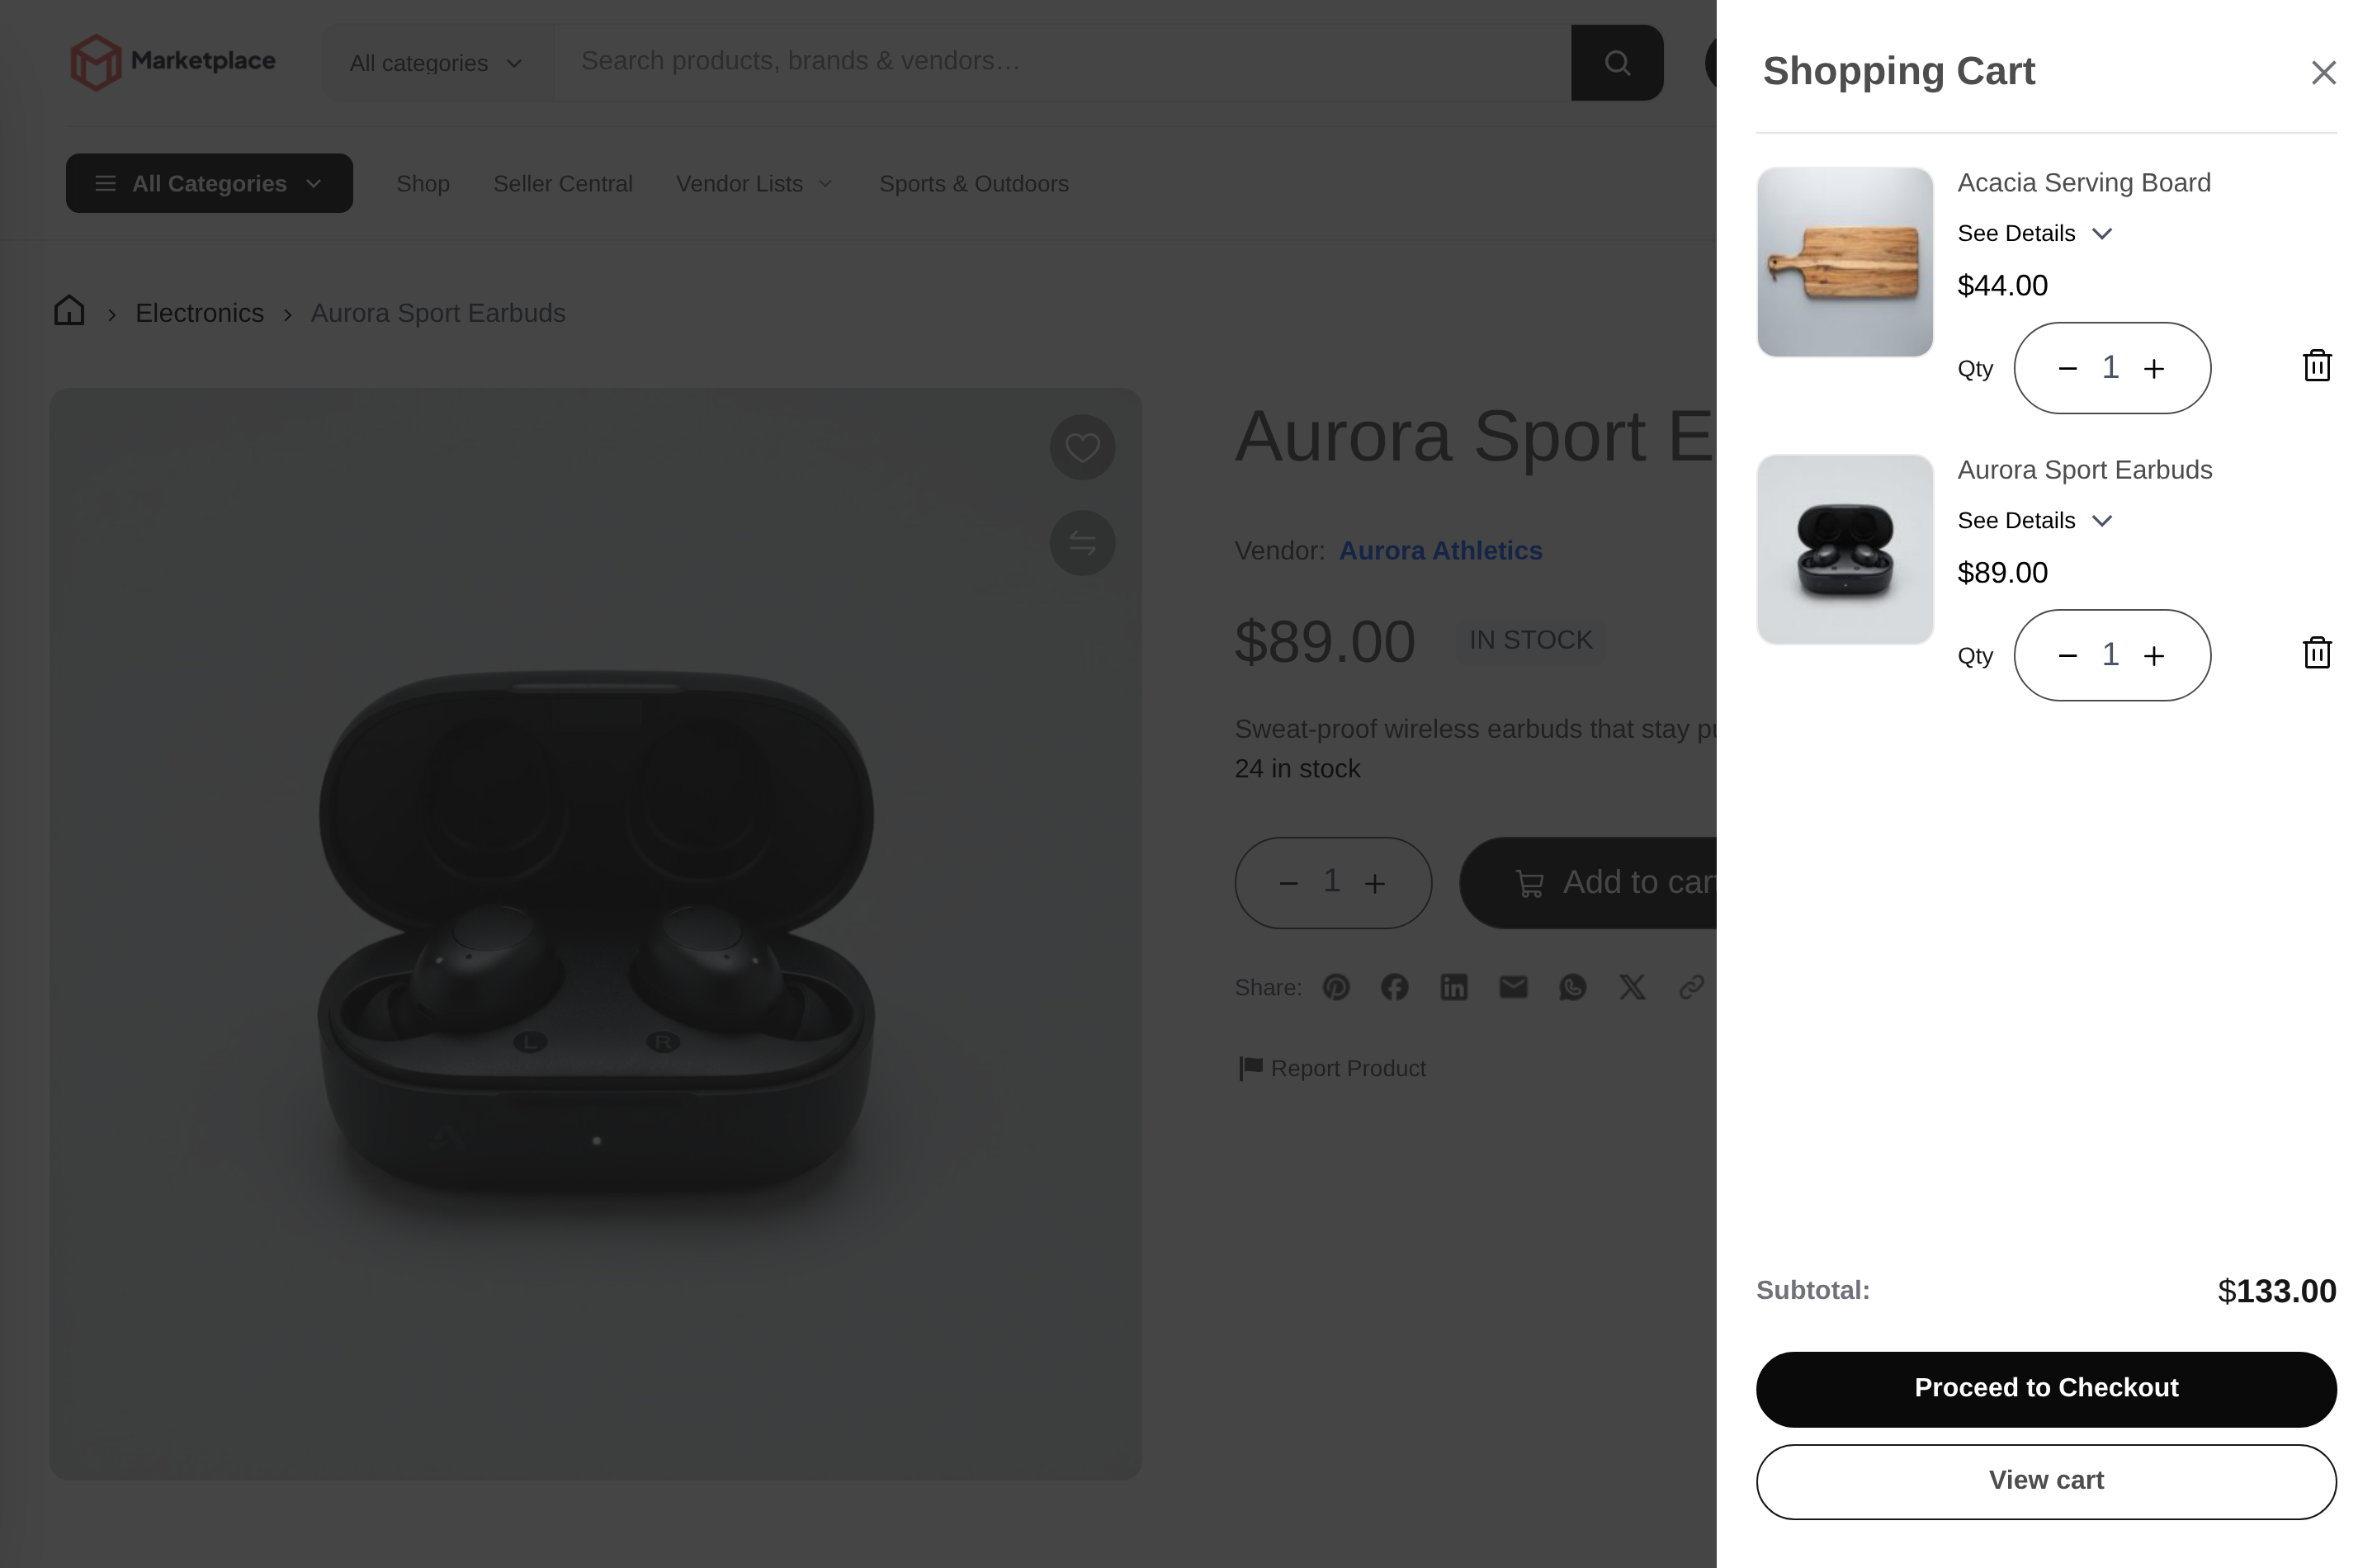 Marketplace
All categories
Search products, brands & vendors…
All Categories
Shop
Seller Central
Vendor Lists
Sports & Outdoors
Electronics
Aurora Sport Earbuds
L
R
Aurora Sport E
Vendor: Aurora Athletics
$89.00
IN STOCK
Sweat-proof wireless earbuds that stay pu
24 in stock
1
Add to cart
Share:
Report Product
Shopping Cart
Acacia Serving Board
See Details
$44.00
Qty
1
Aurora Sport Earbuds
See Details
$89.00
Qty
1
Subtotal: $133.00
Proceed to Checkout
View cart